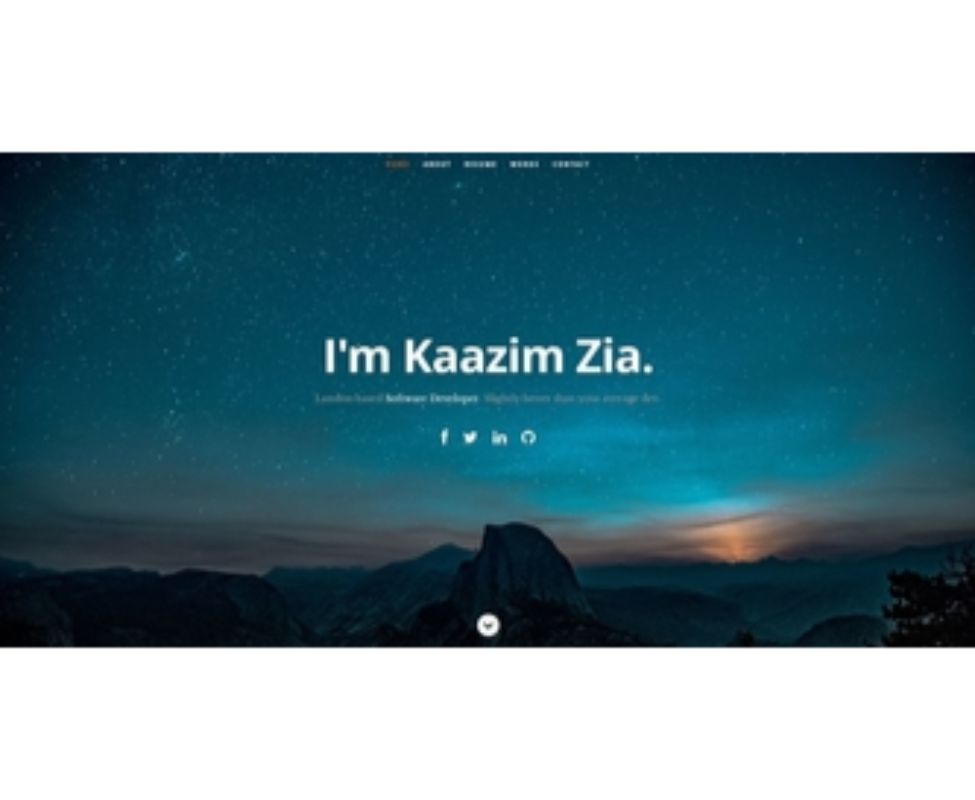 HOME ABOUT RESUME WORKS CONTACT
I'm Kaazim Zia.
London based Software Developer. Slightly better than your average dev.